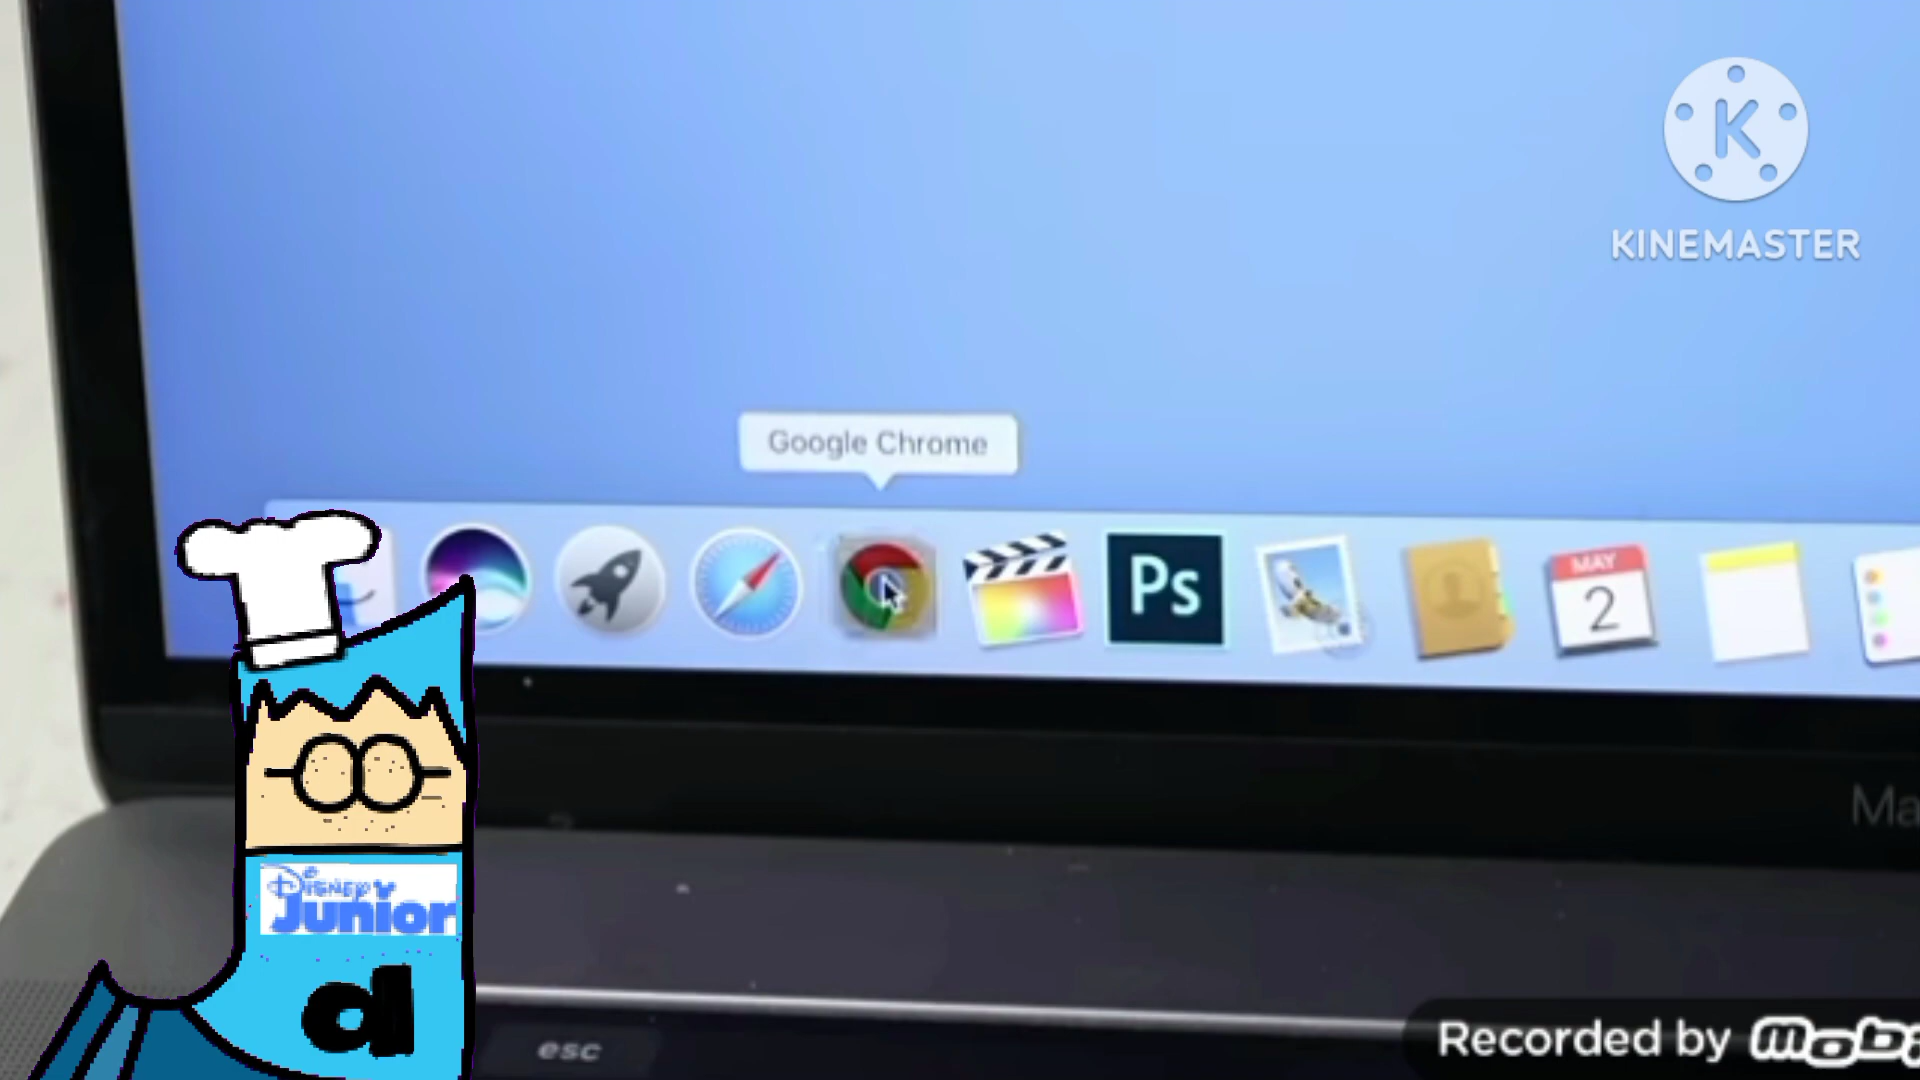 K
KINEMASTER
Google Chrome
Ps
MAY
2
Disney
Junior
d
esc
Recorded by